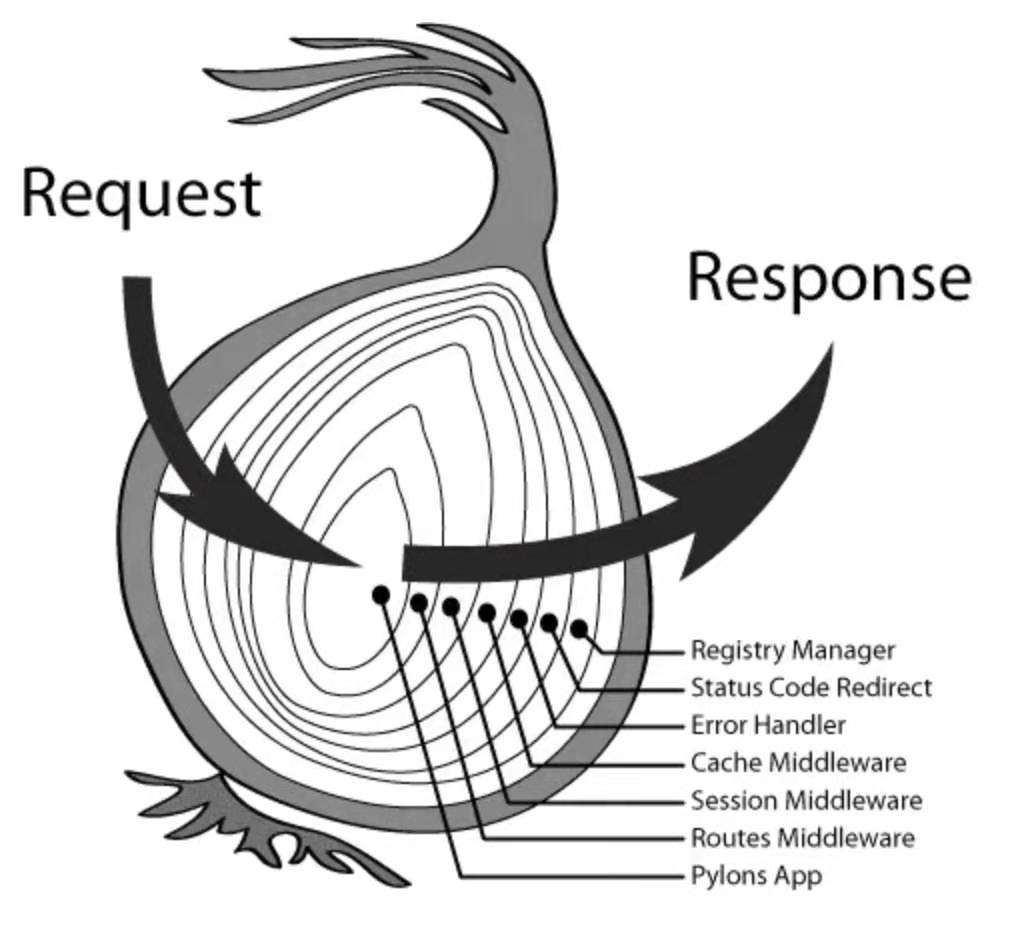 Request
Response
Registry Manager
Status Code Redirect
Error Handler
Cache Middleware
Session Middleware
Routes Middleware
Pylons App